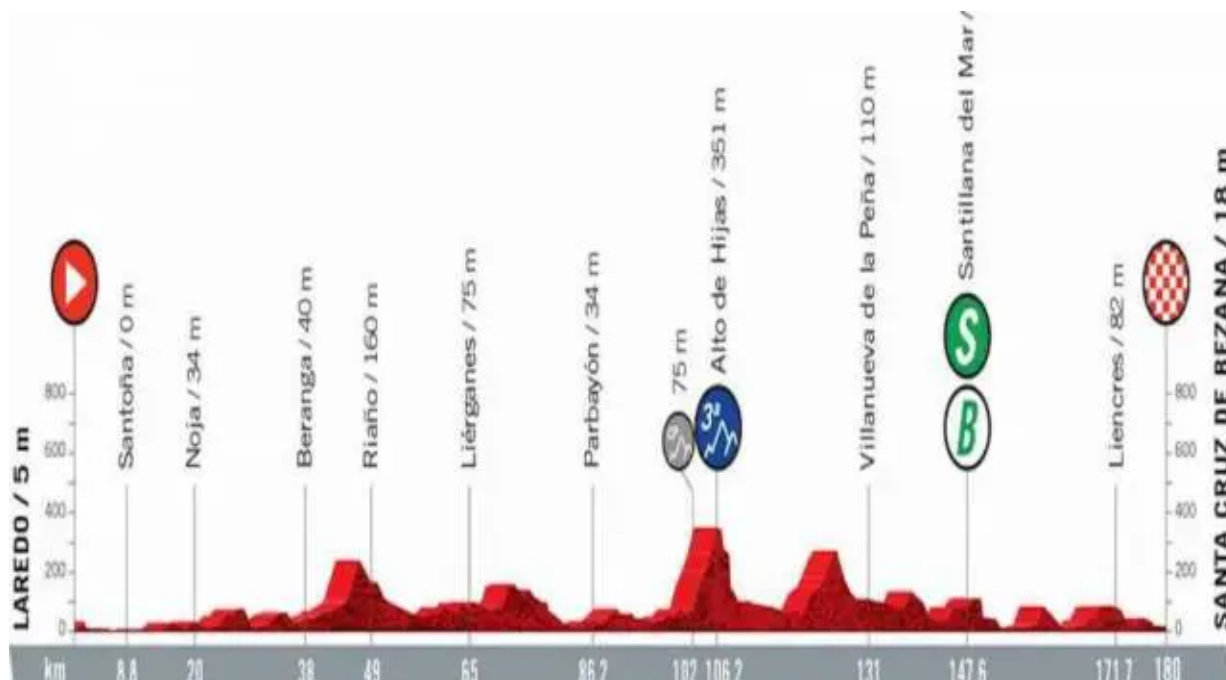 LAREDO / 5 m
Santoña / 0 m
Noja / 34 m
Beranga / 40 m
Riaño / 160 m
Liérganes / 75 m
Parbayón / 34 m
75 m
Alto de Hijas / 351 m
3ª
Villanueva de la Peña / 110 m
Santillana del Mar /
S
B
Liencres / 82 m
SANTA CRUZ DE BEZANA / 18 m
800
600
400
200
0
800
600
400
200
0
km 8.8 20 38 49 65 86.2 102 106.2 131 147.6 171.7 180